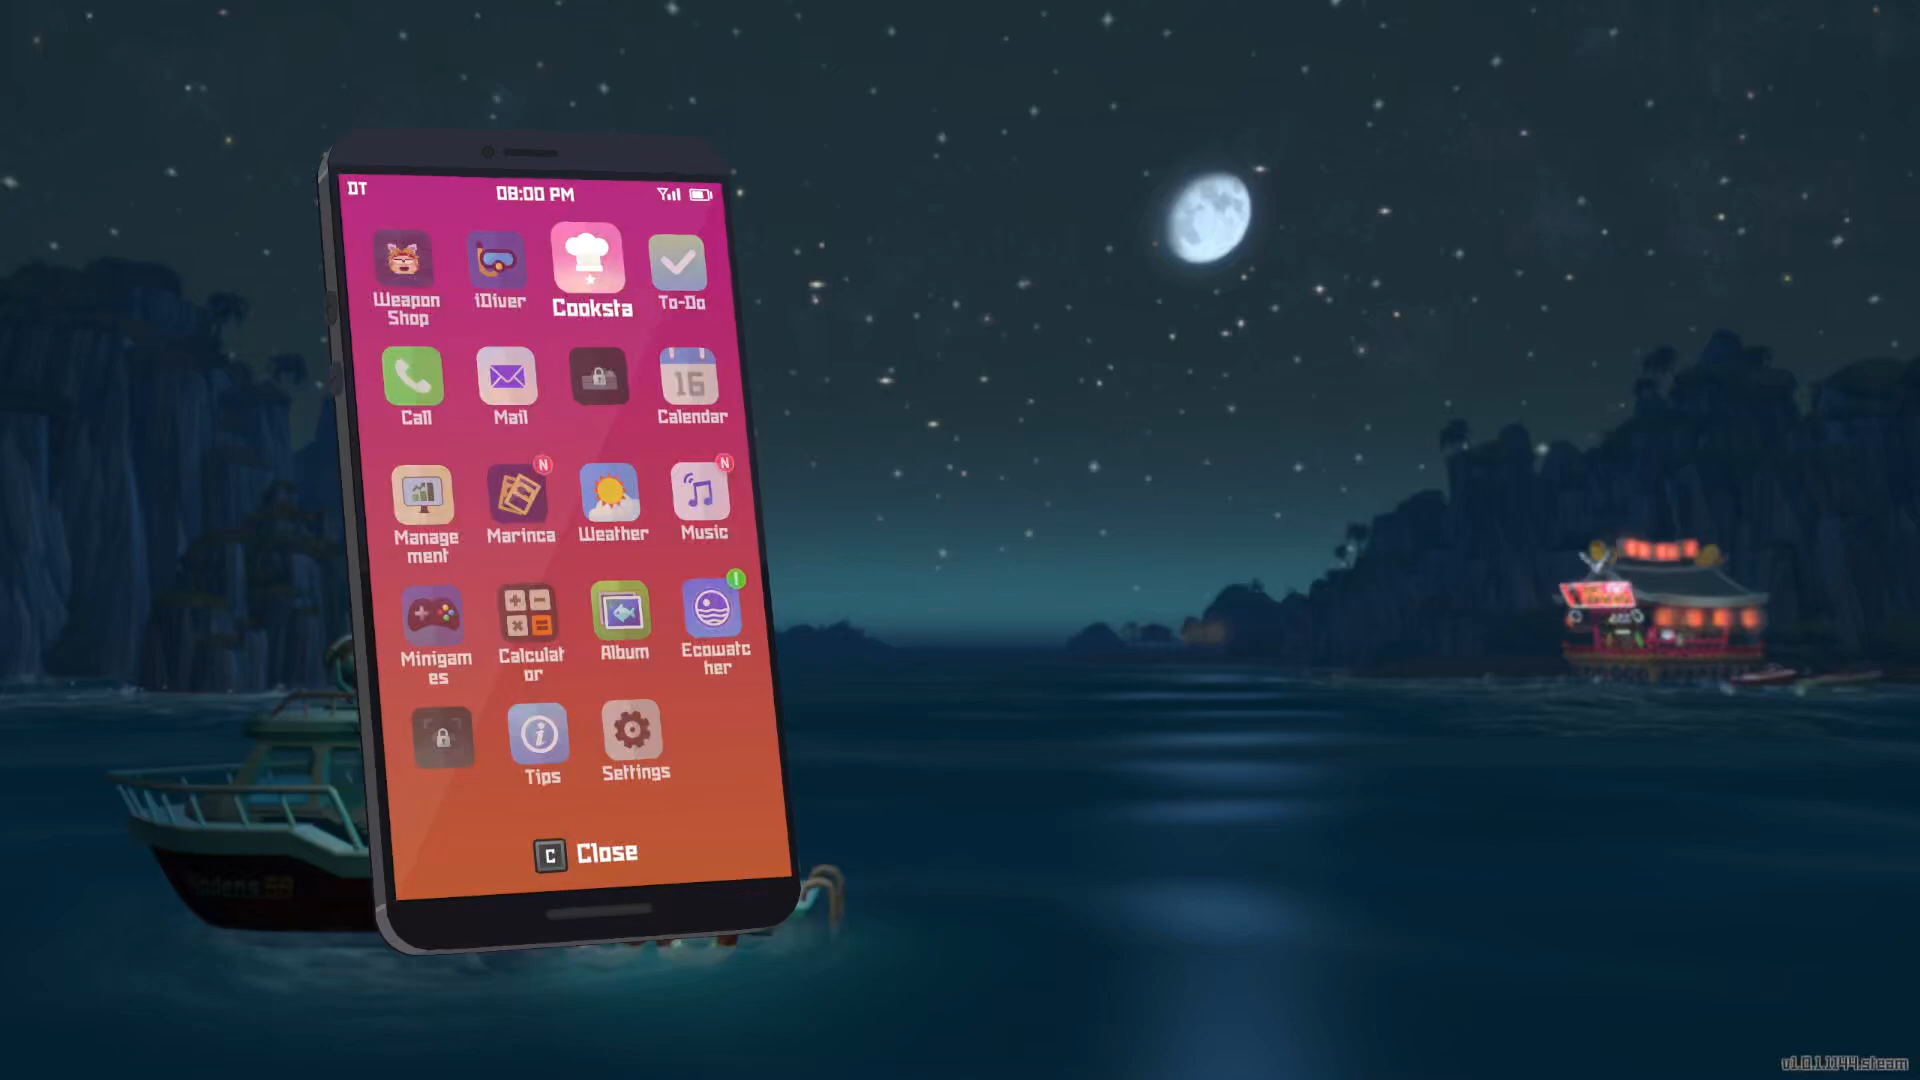 DT
08:00 PM
Weapon
Shop
iDiver
Cooksta
To-Do
Call
Mail
16
Calendar
Manage
ment
N
Marinca
Weather
N
Music
Minigam
es
Calculat
or
Album
!
Ecowatc
her
i
Tips
Settings
C Close
v1.0.1.1144.steam